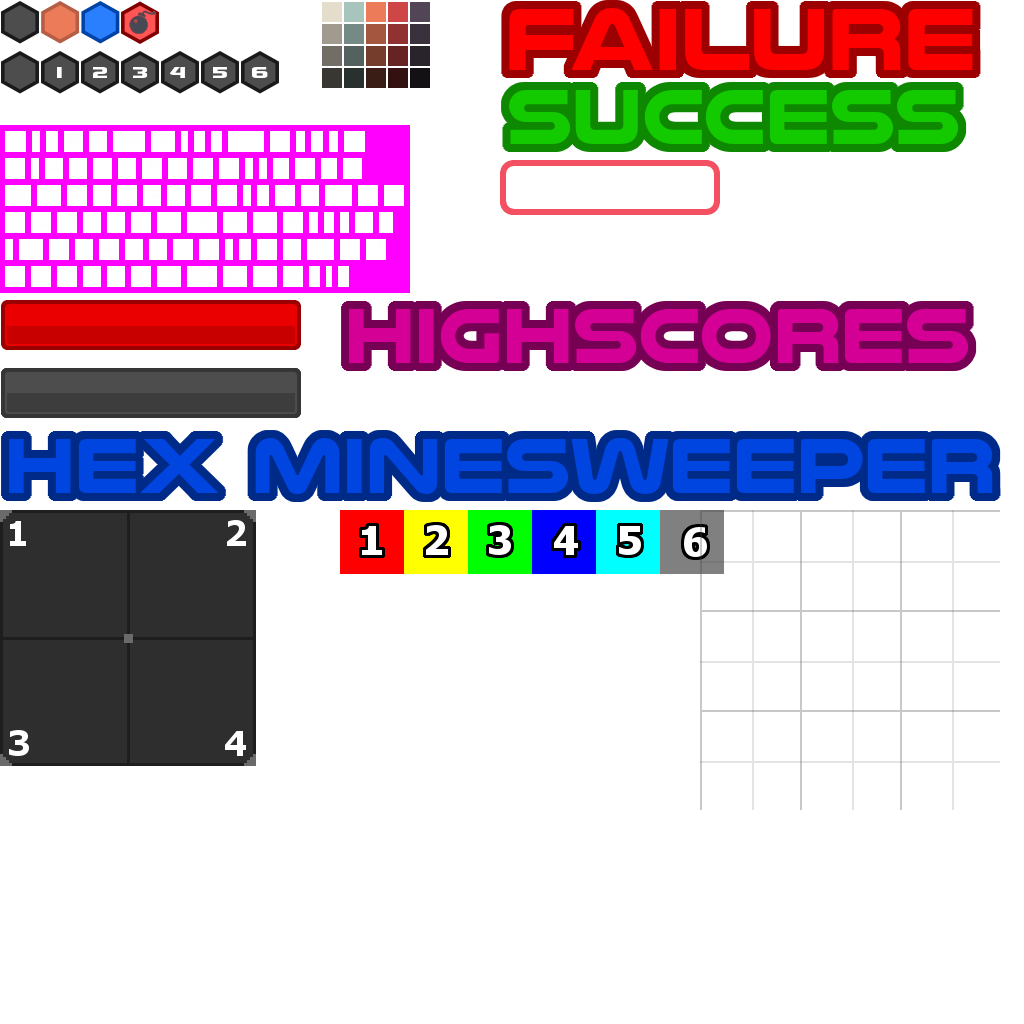 FAILURE
1 2 3 4 5 6
SUCCESS
HIGHSCORES
HEX MINESWEEPER
1 2
1 2 3 4 5 6
3 4